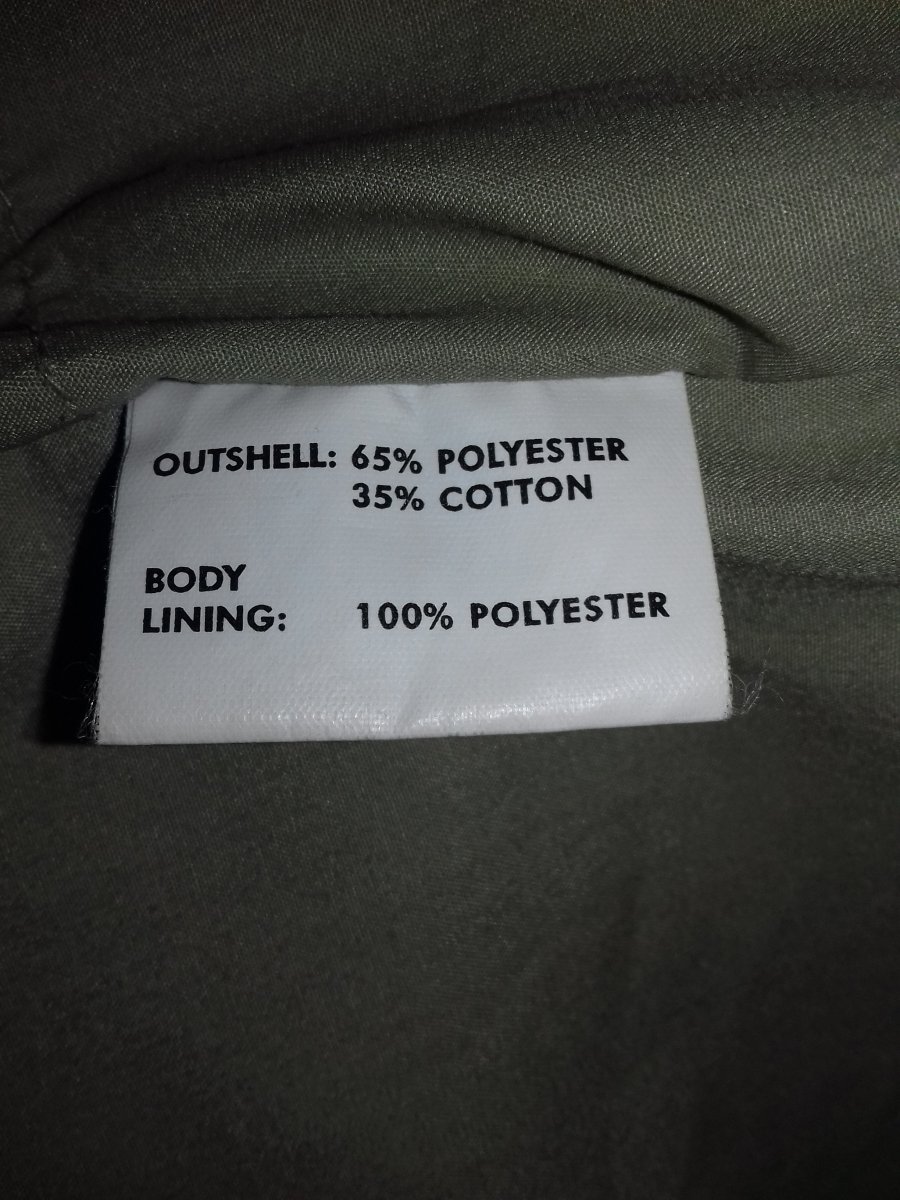 OUTSHELL: 65% POLYESTER
35% COTTON
BODY
LINING: 100% POLYESTER